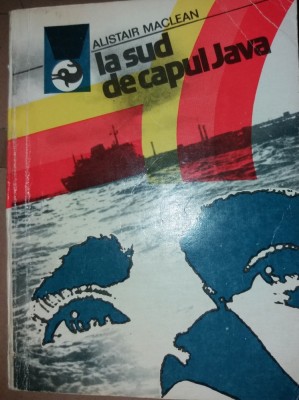 ALISTAIR MACLEAN
la sud
de capul Java